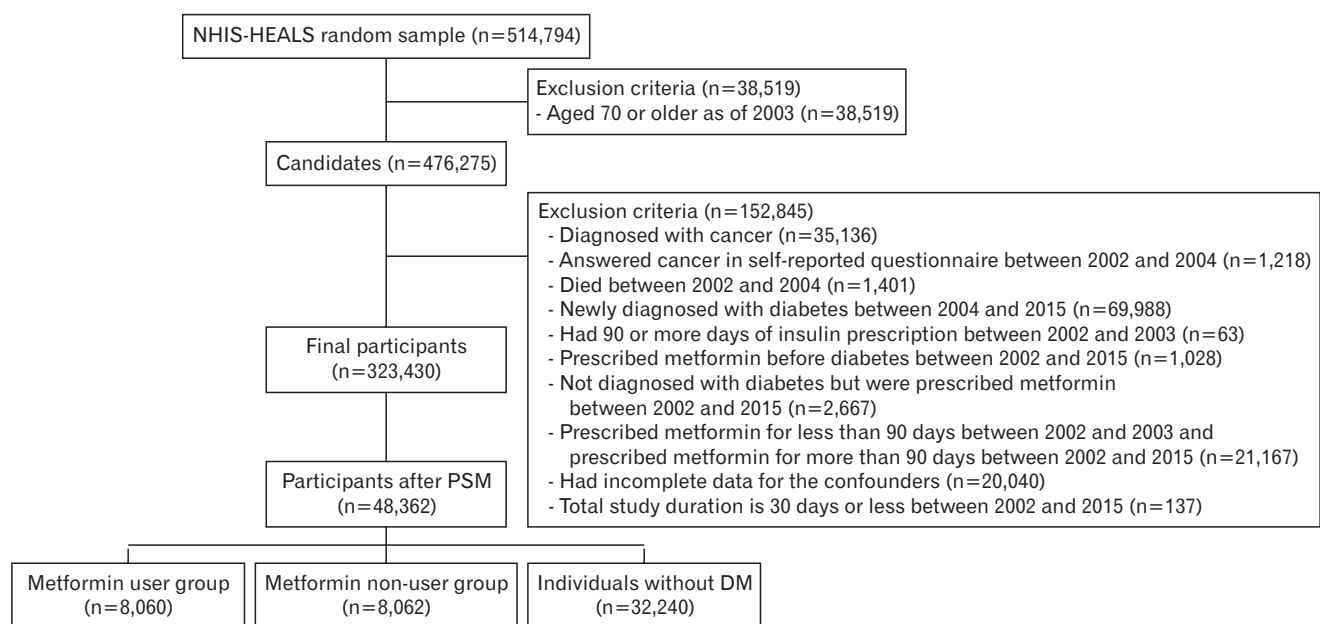 NHIS-HEALS random sample (n=514,794)
Exclusion criteria (n=38,519)
- Aged 70 or older as of 2003 (n=38,519)
Candidates (n=476,275)
Exclusion criteria (n=152,845)
- Diagnosed with cancer (n=35,136)
- Answered cancer in self-reported questionnaire between 2002 and 2004 (n=1,218)
- Died between 2002 and 2004 (n=1,401)
- Newly diagnosed with diabetes between 2004 and 2015 (n=69,988)
- Had 90 or more days of insulin prescription between 2002 and 2003 (n=63)
- Prescribed metformin before diabetes between 2002 and 2015 (n=1,028)
- Not diagnosed with diabetes but were prescribed metformin
between 2002 and 2015 (n=2,667)
- Prescribed metformin for less than 90 days between 2002 and 2003 and
prescribed metformin for more than 90 days between 2002 and 2015 (n=21,167)
- Had incomplete data for the confounders (n=20,040)
- Total study duration is 30 days or less between 2002 and 2015 (n=137)
Final participants
(n=323,430)
Participants after PSM
(n=48,362)
Metformin user group
(n=8,060)
Metformin non-user group
(n=8,062)
Individuals without DM
(n=32,240)